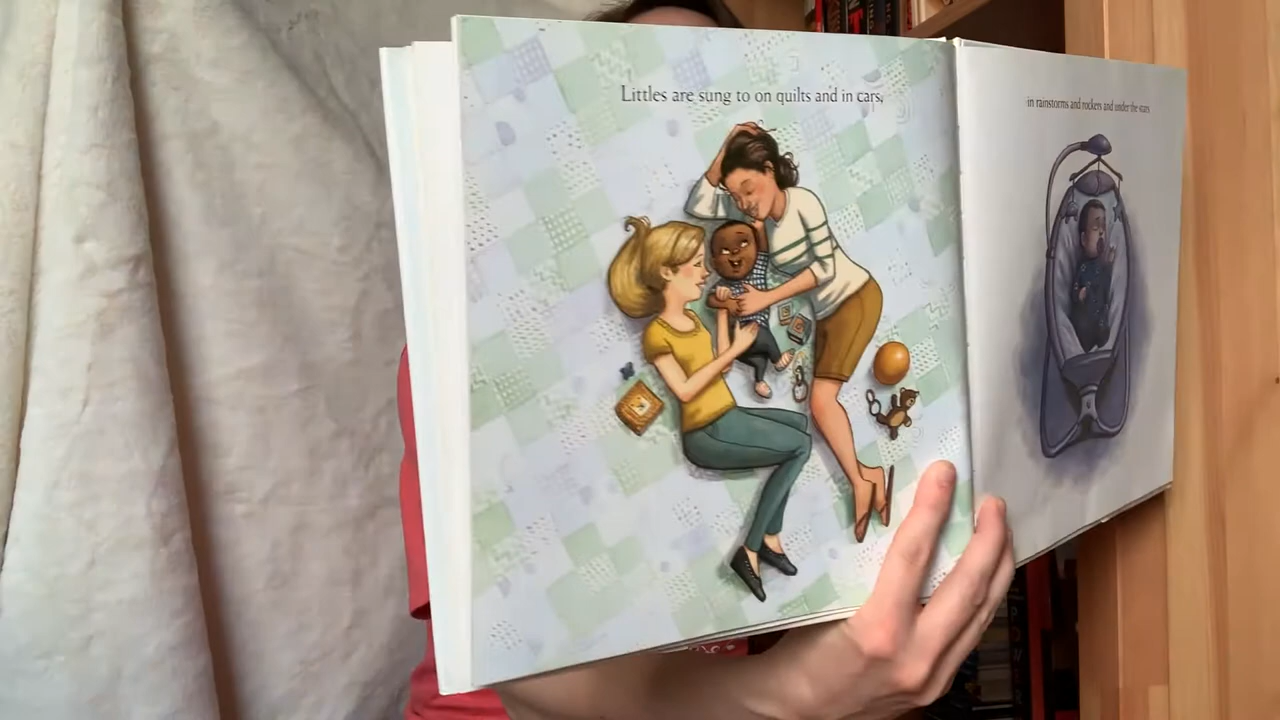 Littles are sung to on quilts and in cars,
in rainstorms and rockers and under the stars